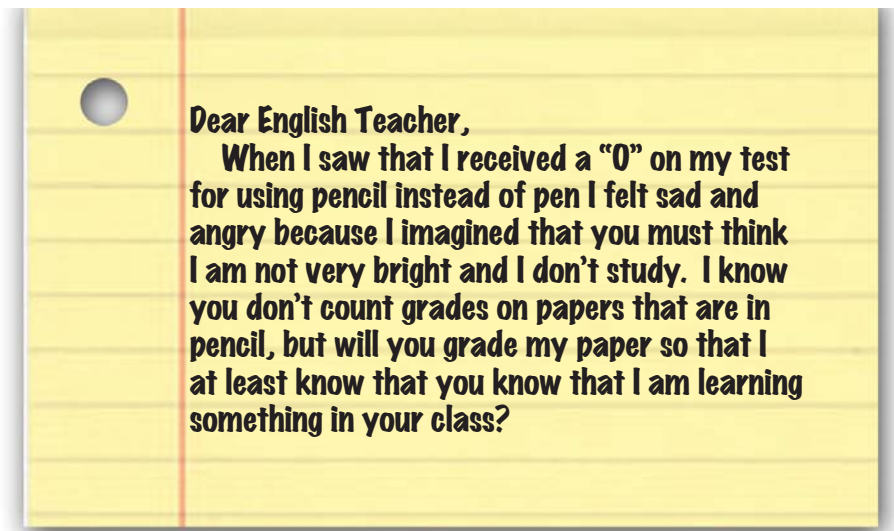 Dear English Teacher,
When I saw that I received a “0” on my test
for using pencil instead of pen I felt sad and
angry because I imagined that you must think
I am not very bright and I don’t study. I know
you don’t count grades on papers that are in
pencil, but will you grade my paper so that I
at least know that you know that I am learning
something in your class?